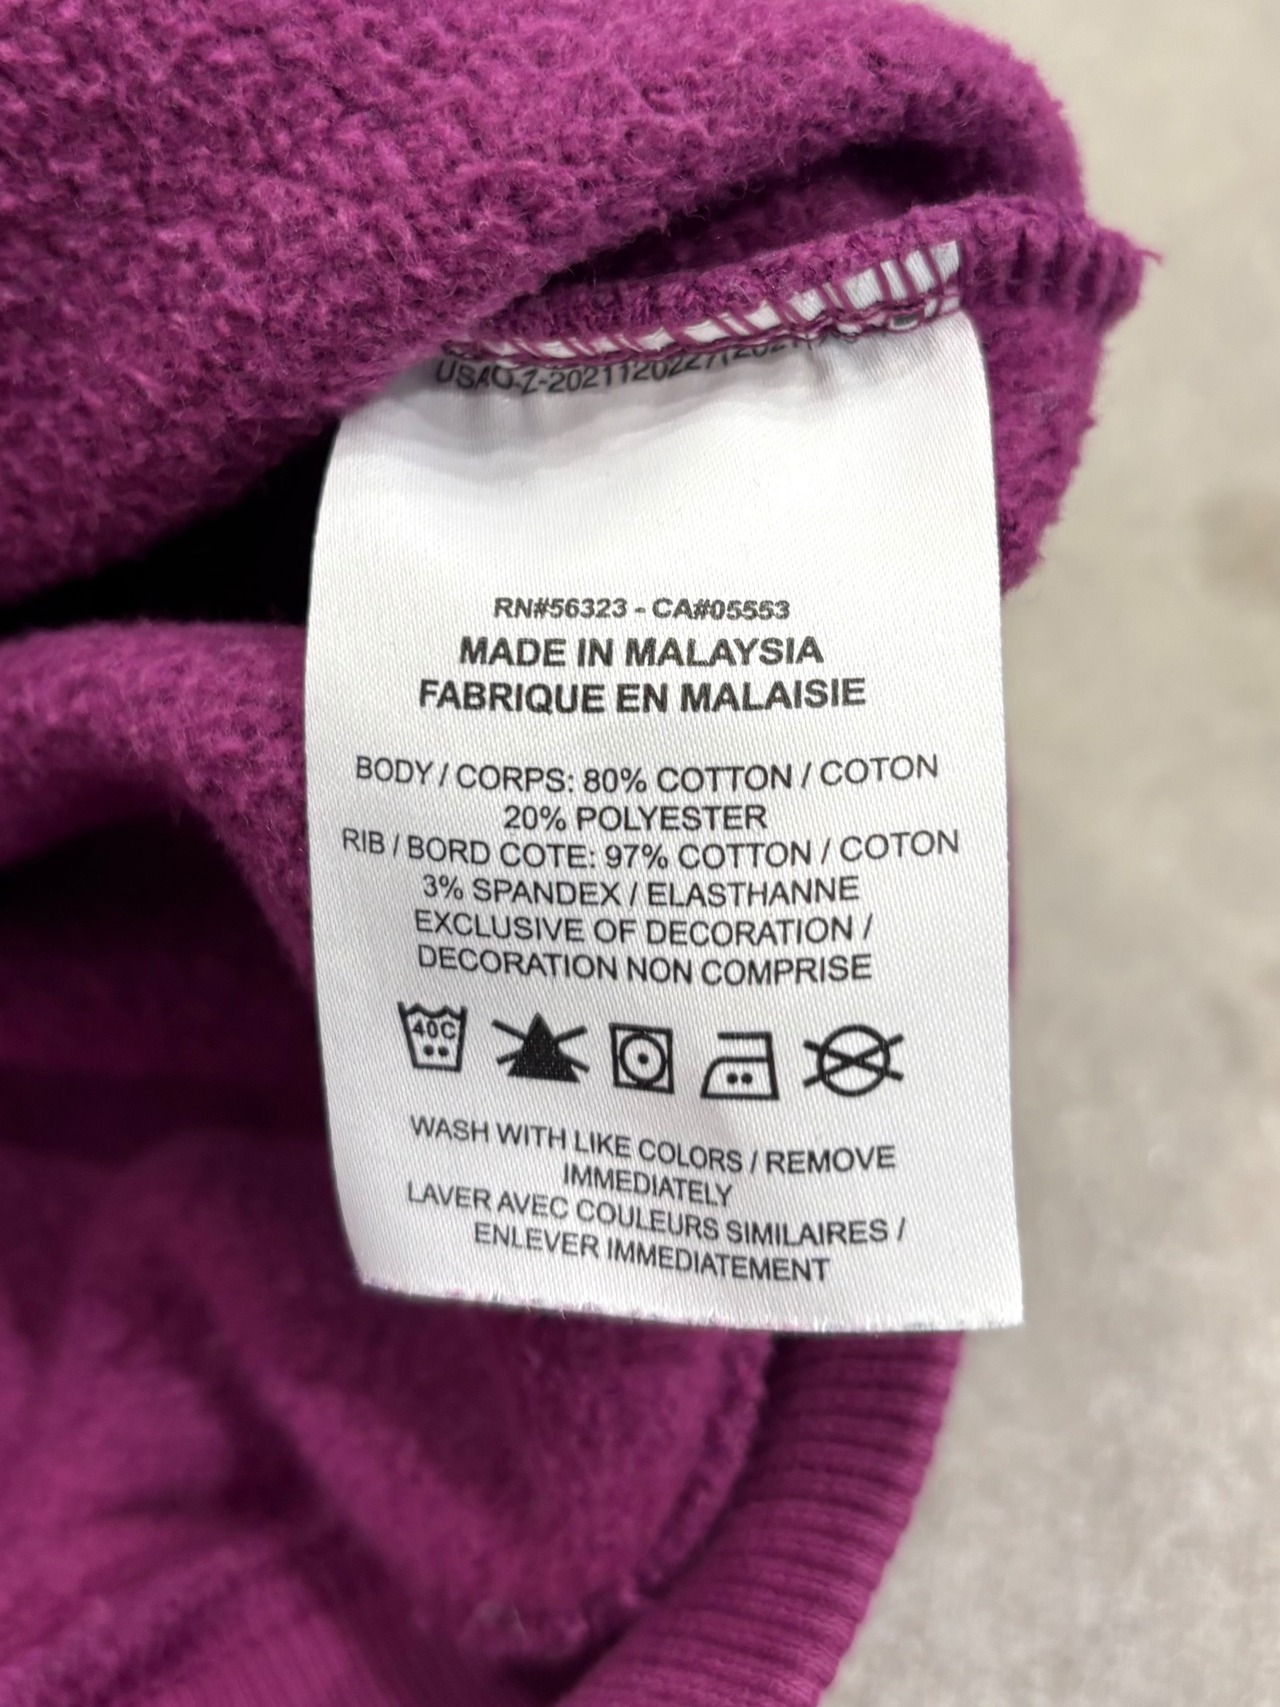 RN#56323 - CA#05553
MADE IN MALAYSIA
FABRIQUE EN MALAISIE
BODY / CORPS: 80% COTTON / COTON
20% POLYESTER
RIB / BORD COTE: 97% COTTON / COTON
3% SPANDEX / ELASTHANNE
EXCLUSIVE OF DECORATION /
DECORATION NON COMPRISE
40C
WASH WITH LIKE COLORS / REMOVE
IMMEDIATELY
LAVER AVEC COULEURS SIMILAIRES /
ENLEVER IMMEDIATEMENT